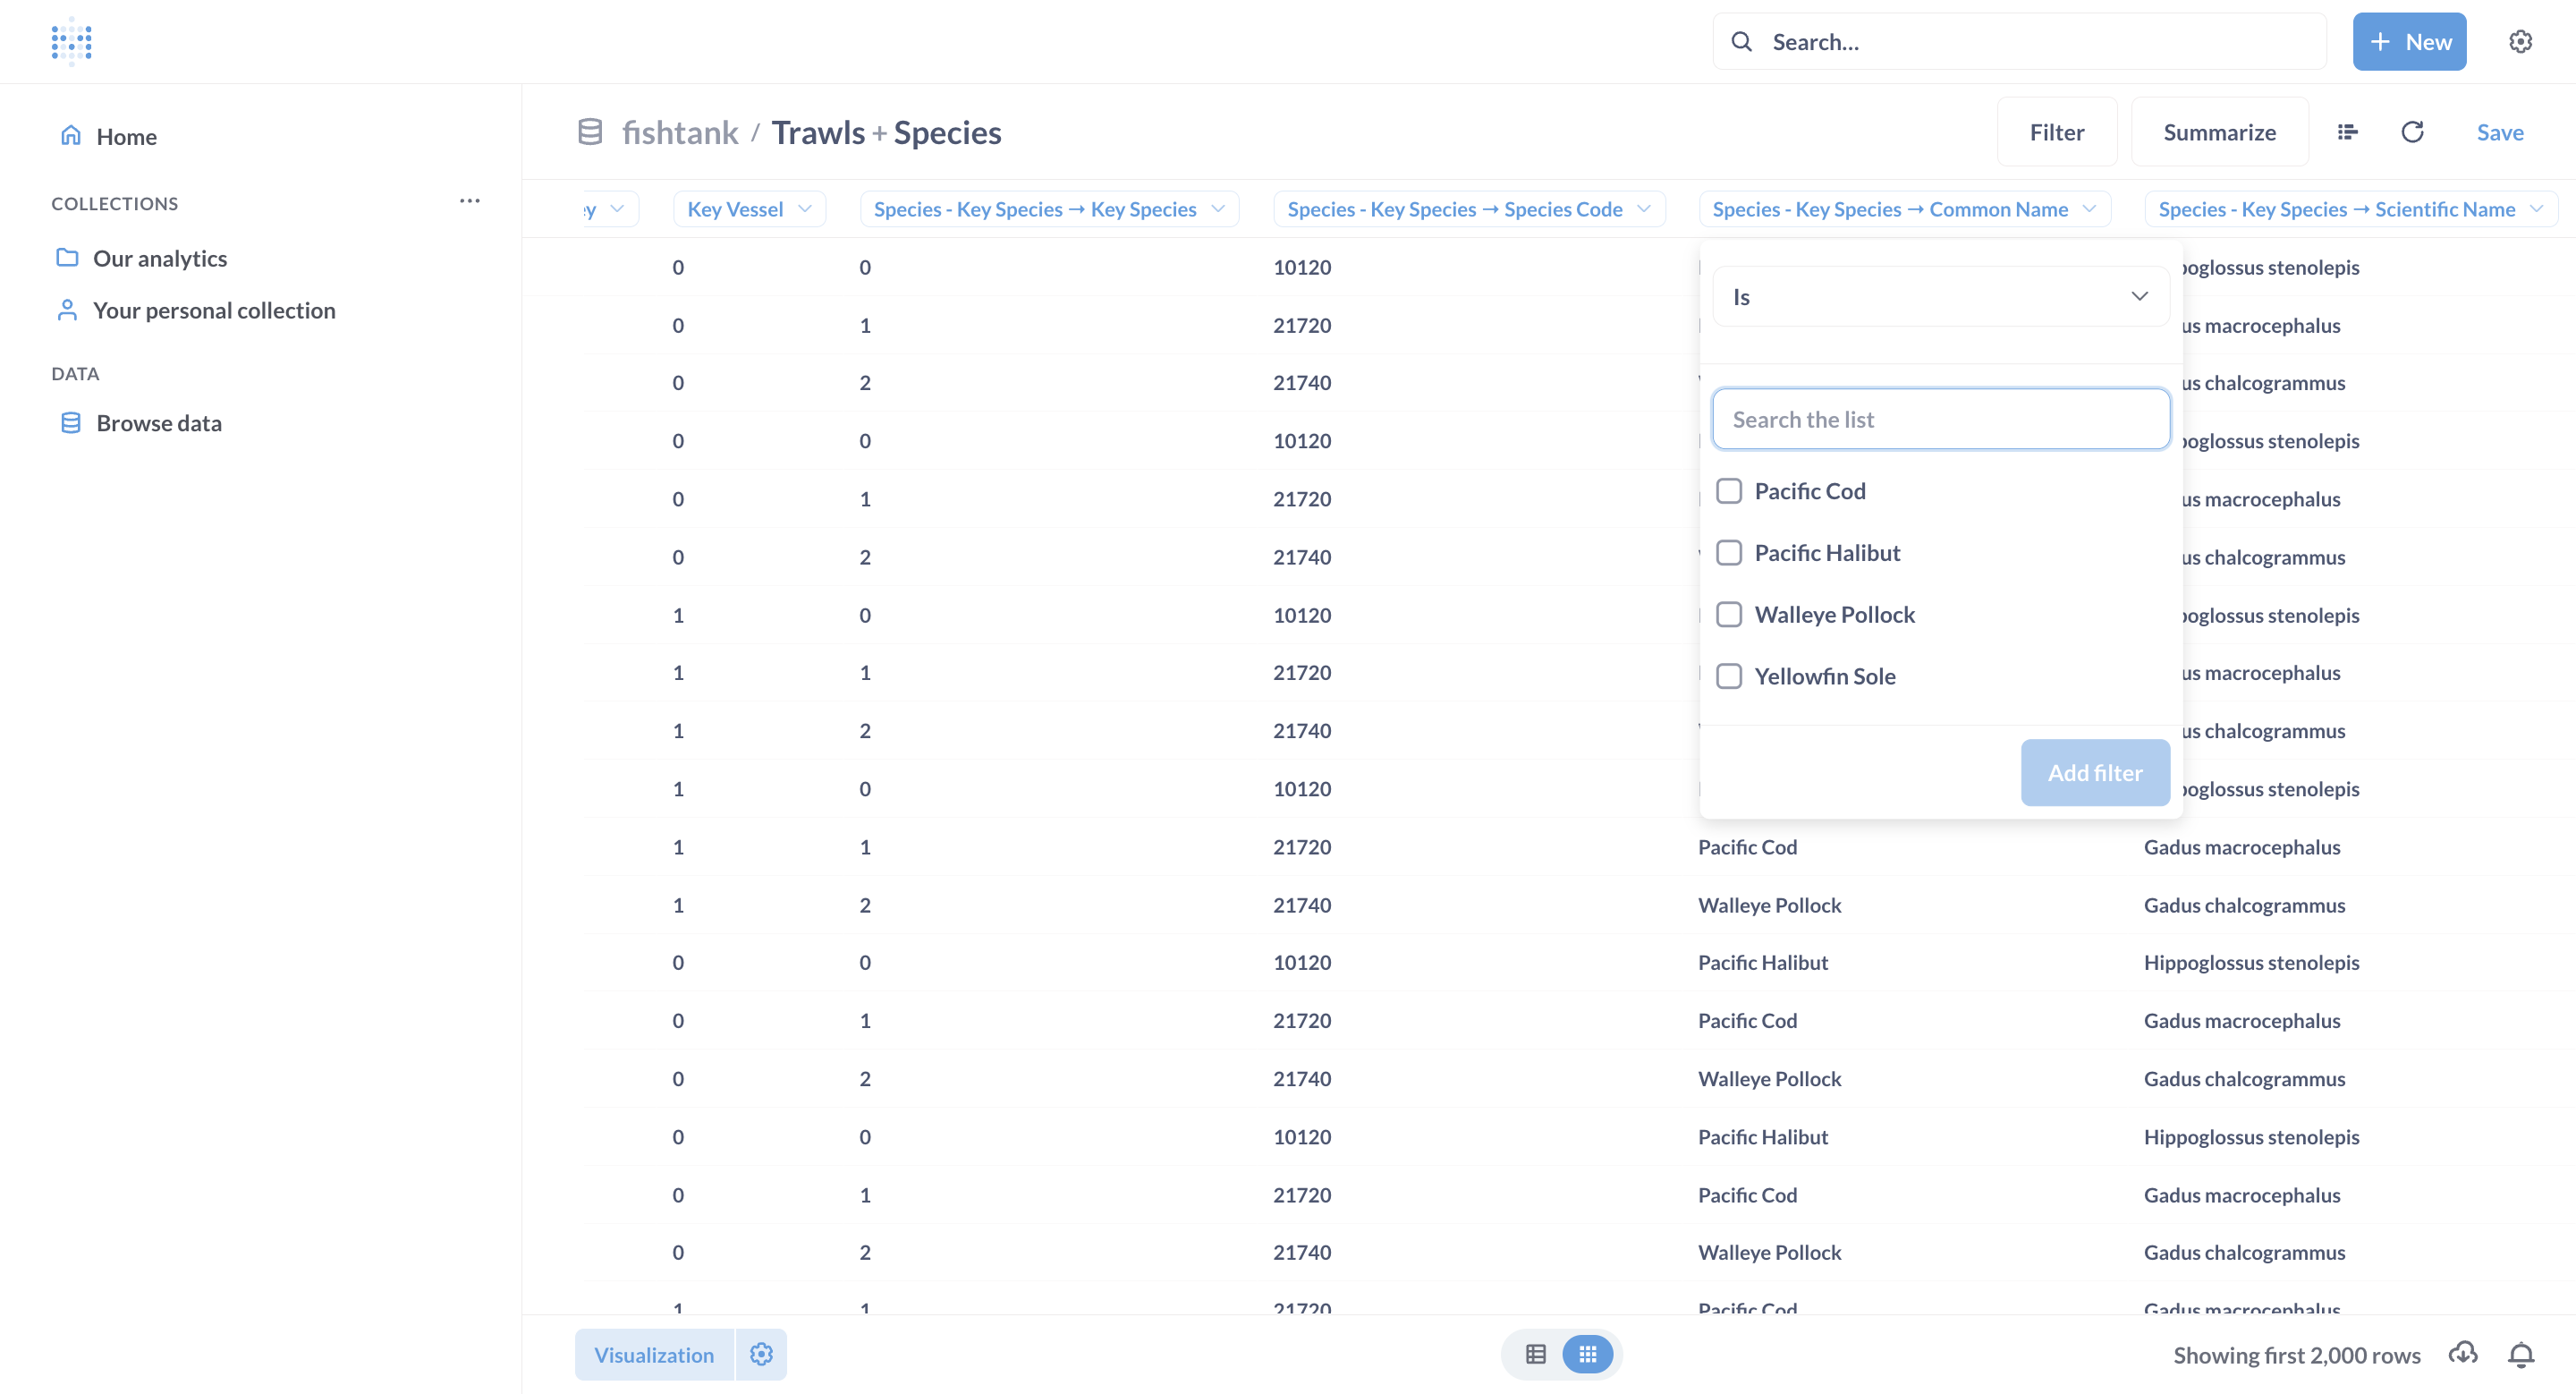 Search...
+ New
Home
COLLECTIONS
Our analytics
Your personal collection
DATA
Browse data
fishtank / Trawls + Species
Filter
Summarize
Save
Key Vessel
Species - Key Species → Key Species
Species - Key Species → Species Code
Species - Key Species → Common Name
Species - Key Species → Scientific Name
Is
Search the list
Pacific Cod
Pacific Halibut
Walleye Pollock
Yellowfin Sole
Add filter
0 0 10120 poglossus stenolepis
0 1 21720 us macrocephalus
0 2 21740 us chalcogrammus
0 0 10120 poglossus stenolepis
0 1 21720 us macrocephalus
0 2 21740 us chalcogrammus
1 0 10120 poglossus stenolepis
1 1 21720 us macrocephalus
1 2 21740 us chalcogrammus
1 0 10120 poglossus stenolepis
1 1 21720 Pacific Cod Gadus macrocephalus
1 2 21740 Walleye Pollock Gadus chalcogrammus
0 0 10120 Pacific Halibut Hippoglossus stenolepis
0 1 21720 Pacific Cod Gadus macrocephalus
0 2 21740 Walleye Pollock Gadus chalcogrammus
0 0 10120 Pacific Halibut Hippoglossus stenolepis
0 1 21720 Pacific Cod Gadus macrocephalus
0 2 21740 Walleye Pollock Gadus chalcogrammus
1 1 21720 Pacific Cod Gadus macrocephalus
Visualization
Showing first 2,000 rows